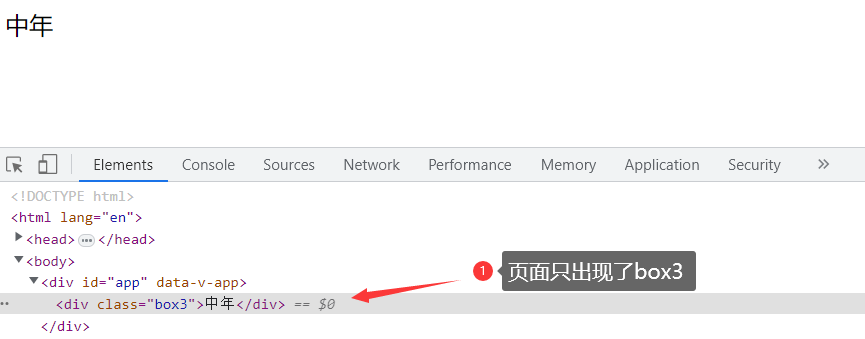 中年
Elements Console Sources Network Performance Memory Application Security »
<!DOCTYPE html>
<html lang="en">
<head>•••</head>
<body>
1 页面只出现了box3
<div id="app" data-v-app>
<div class="box3">中年</div> == $0
</div>